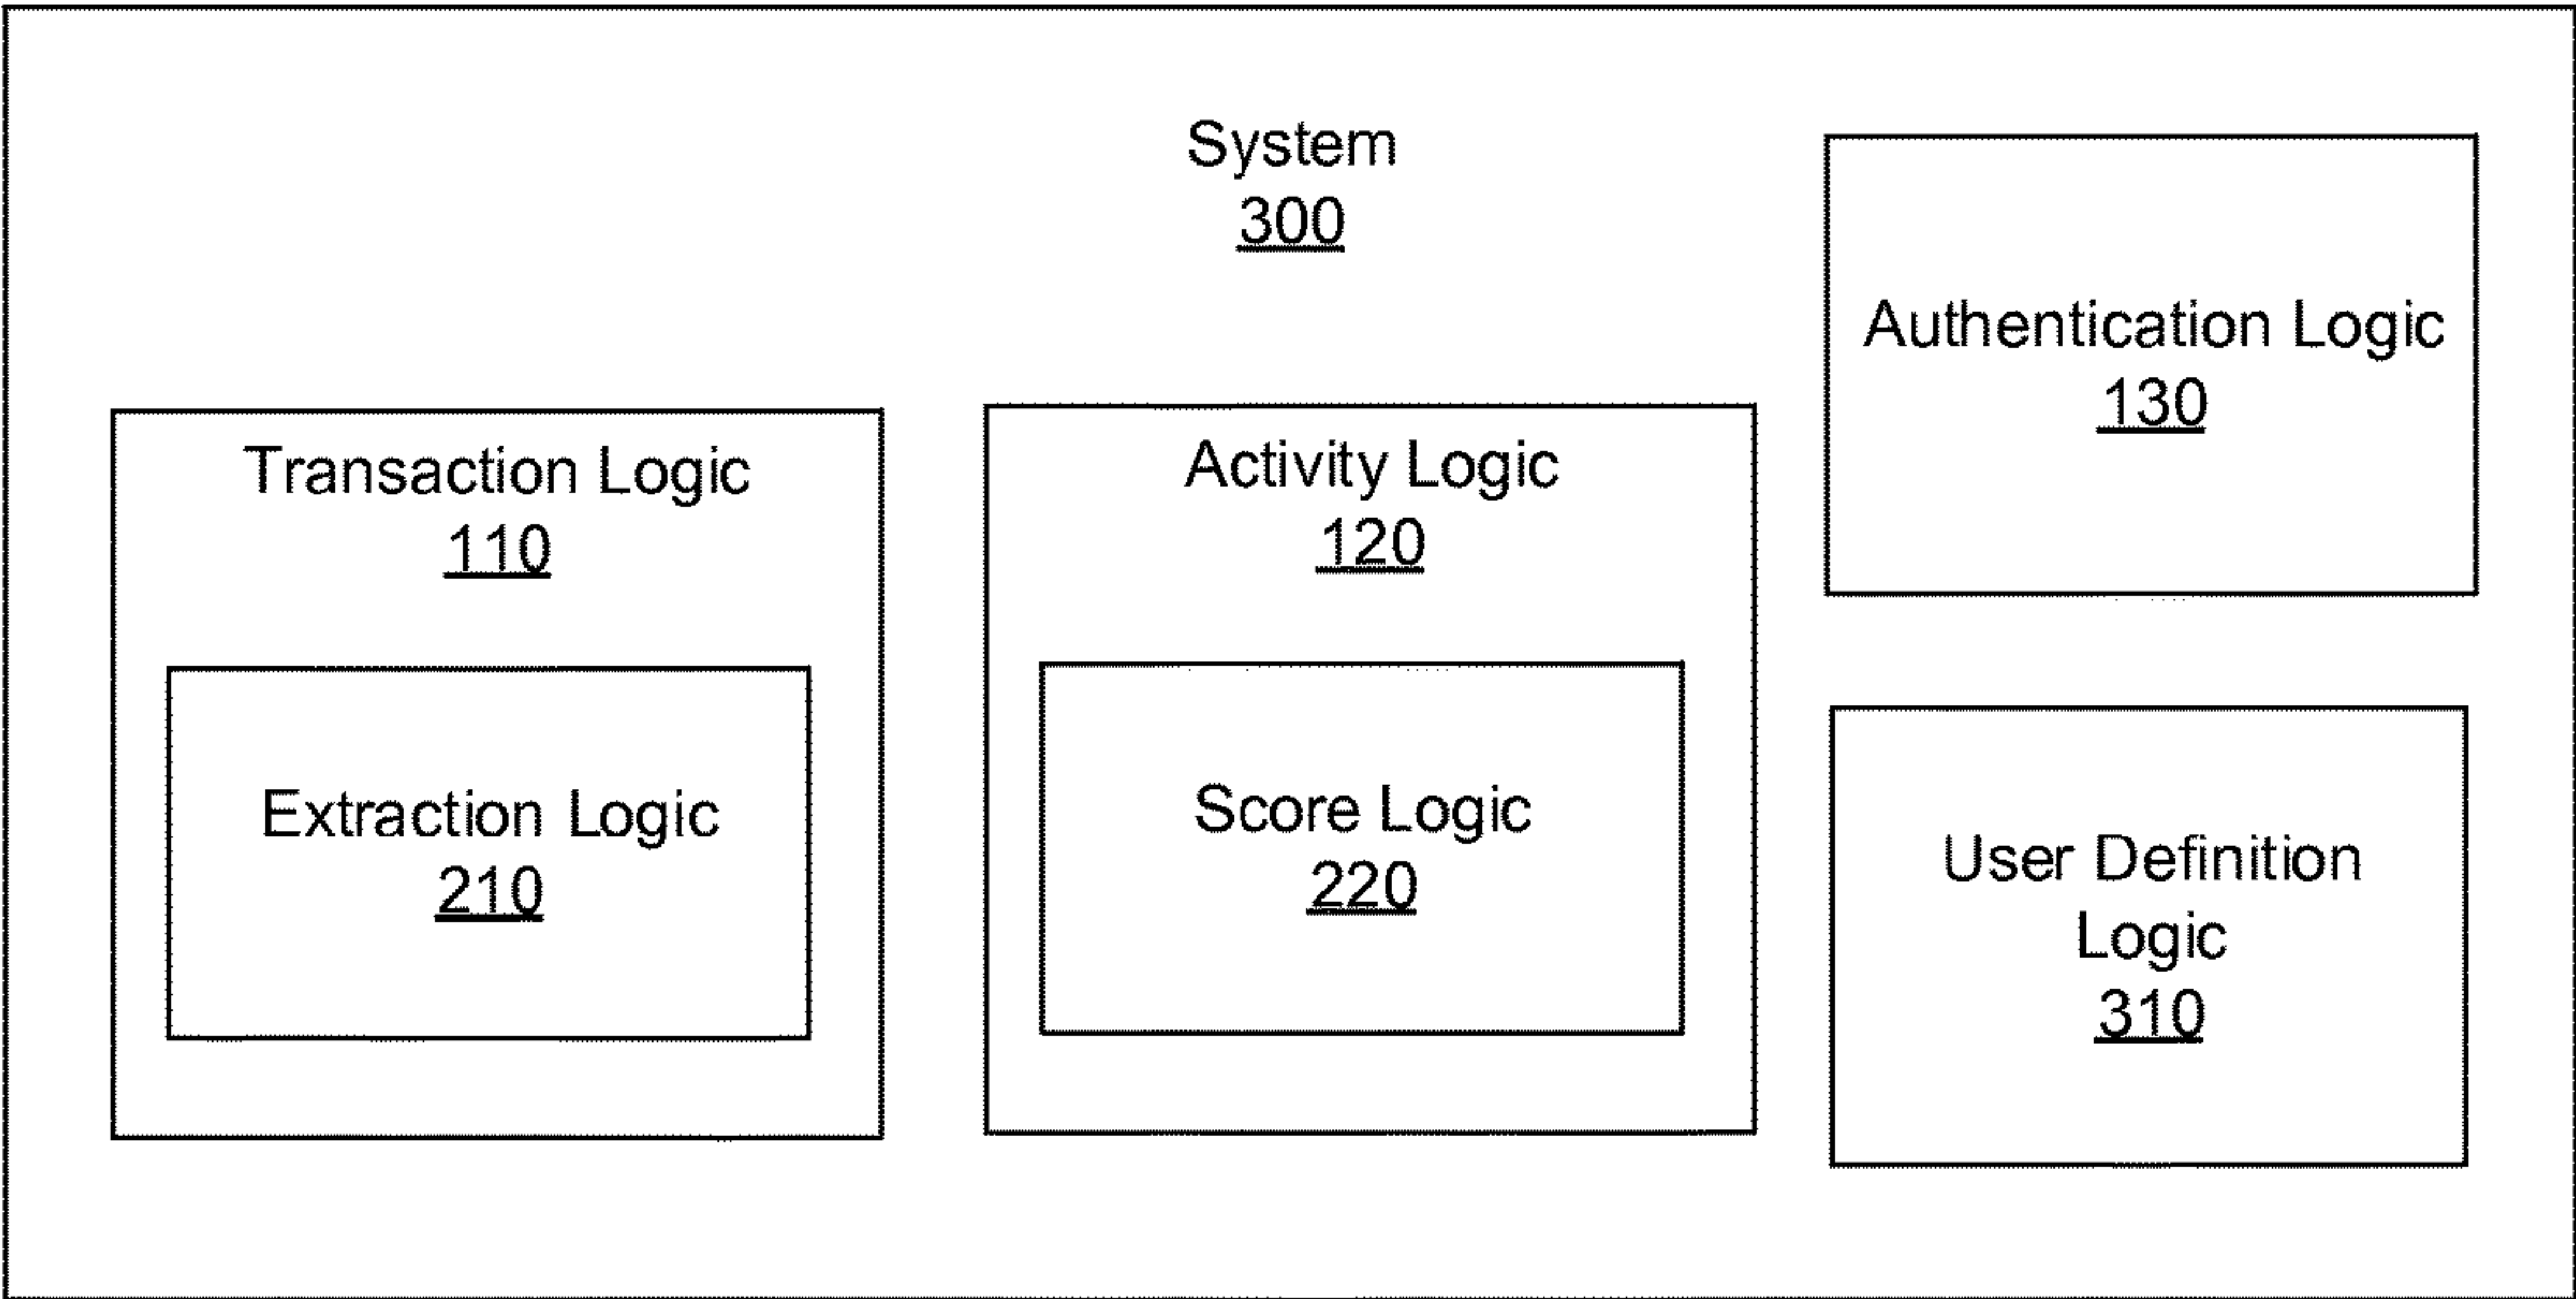 System
300
Authentication Logic
130
Transaction Logic
110
Activity Logic
120
Extraction Logic
210
Score Logic
220
User Definition
Logic
310